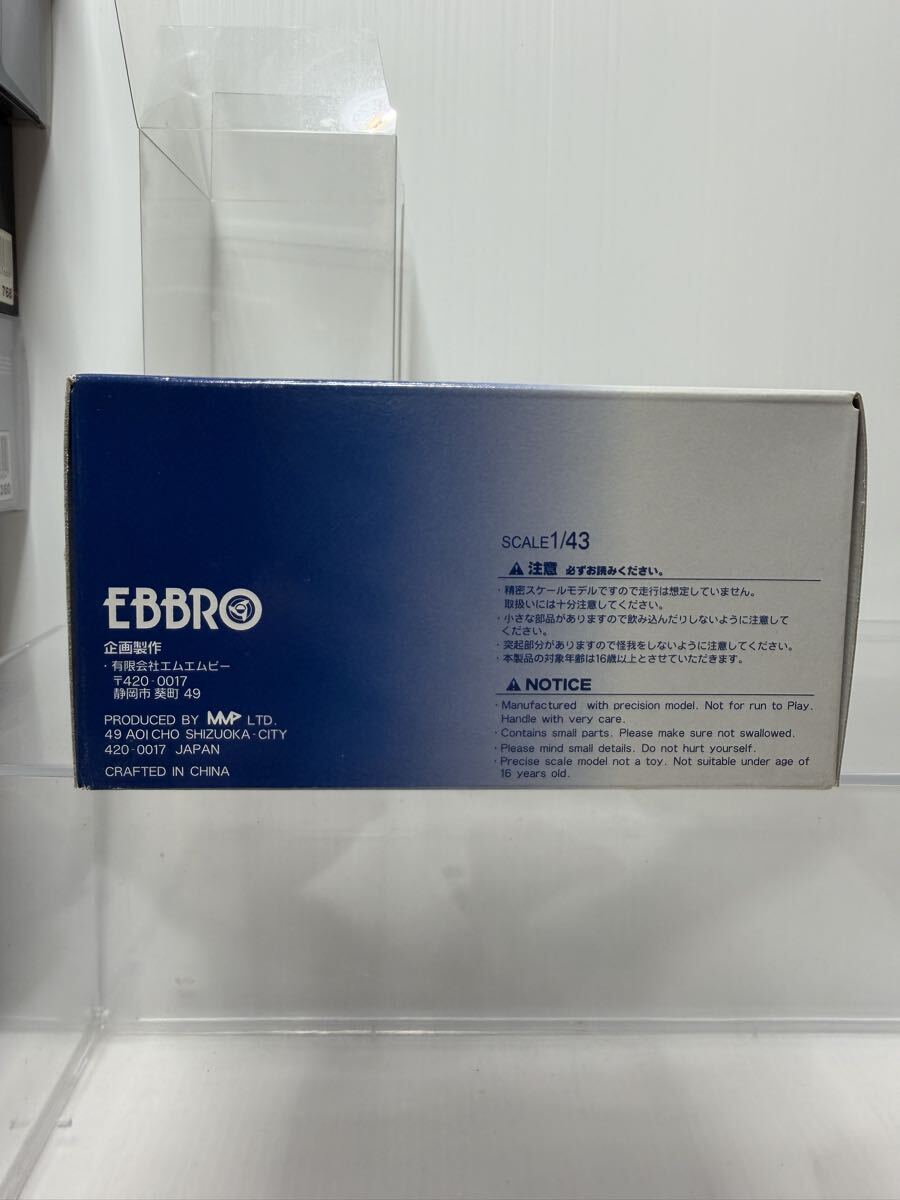 768
360
EBBRO
企画製作
・有限会社エムエムピー
〒420-0017
静岡市 葵町 49
PRODUCED BY MMP LTD.
49 AOI CHO SHIZUOKA-CITY
420-0017 JAPAN
CRAFTED IN CHINA
SCALE1/43
注意 必ずお読みください。
・精密スケールモデルですので走行は想定していません。
取扱いには十分注意してください。
・小さな部品がありますので飲み込んだりしないように注意して
ください。
・突起部分がありますので怪我をしないように注意してください。
・本製品の対象年齢は16歳以上とさせていただきます。
NOTICE
・Manufactured with precision model. Not for run to Play.
Handle with very care.
・Contains small parts. Please make sure not swallowed.
・Please mind small details. Do not hurt yourself.
・Precise scale model not a toy. Not suitable under age of
16 years old.